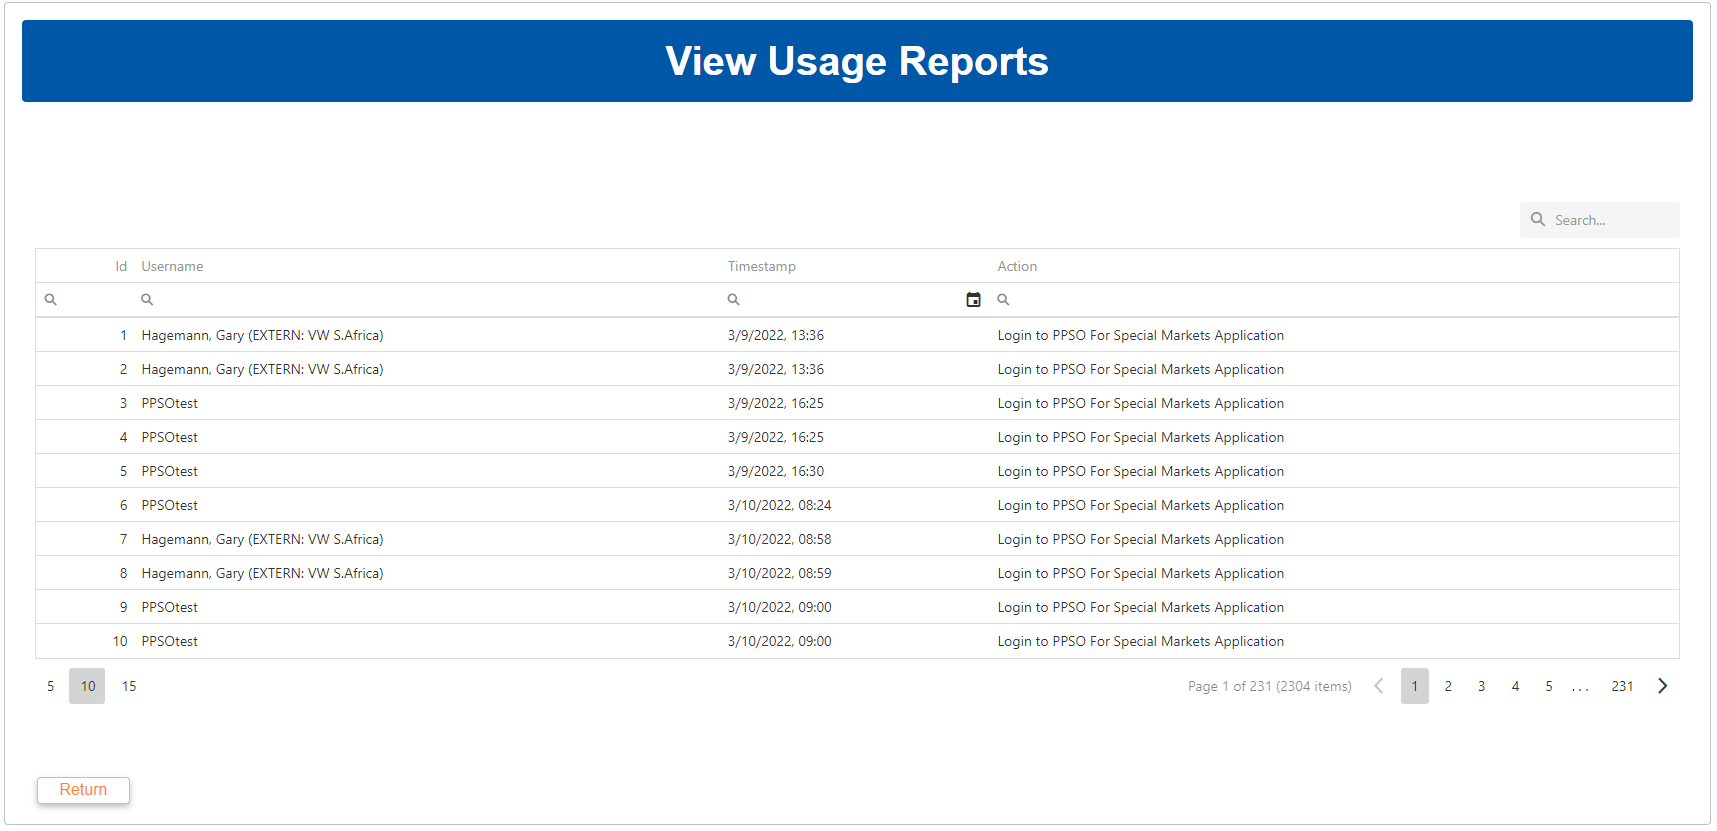 View Usage Reports
Search...
Id Username Timestamp Action
1 Hagemann, Gary (EXTERN: VW S.Africa) 3/9/2022, 13:36 Login to PPSO For Special Markets Application
2 Hagemann, Gary (EXTERN: VW S.Africa) 3/9/2022, 13:36 Login to PPSO For Special Markets Application
3 PPSOtest 3/9/2022, 16:25 Login to PPSO For Special Markets Application
4 PPSOtest 3/9/2022, 16:25 Login to PPSO For Special Markets Application
5 PPSOtest 3/9/2022, 16:30 Login to PPSO For Special Markets Application
6 PPSOtest 3/10/2022, 08:24 Login to PPSO For Special Markets Application
7 Hagemann, Gary (EXTERN: VW S.Africa) 3/10/2022, 08:58 Login to PPSO For Special Markets Application
8 Hagemann, Gary (EXTERN: VW S.Africa) 3/10/2022, 08:59 Login to PPSO For Special Markets Application
9 PPSOtest 3/10/2022, 09:00 Login to PPSO For Special Markets Application
10 PPSOtest 3/10/2022, 09:00 Login to PPSO For Special Markets Application
5 10 15 Page 1 of 231 (2304 items) 1 2 3 4 5 ... 231
Return